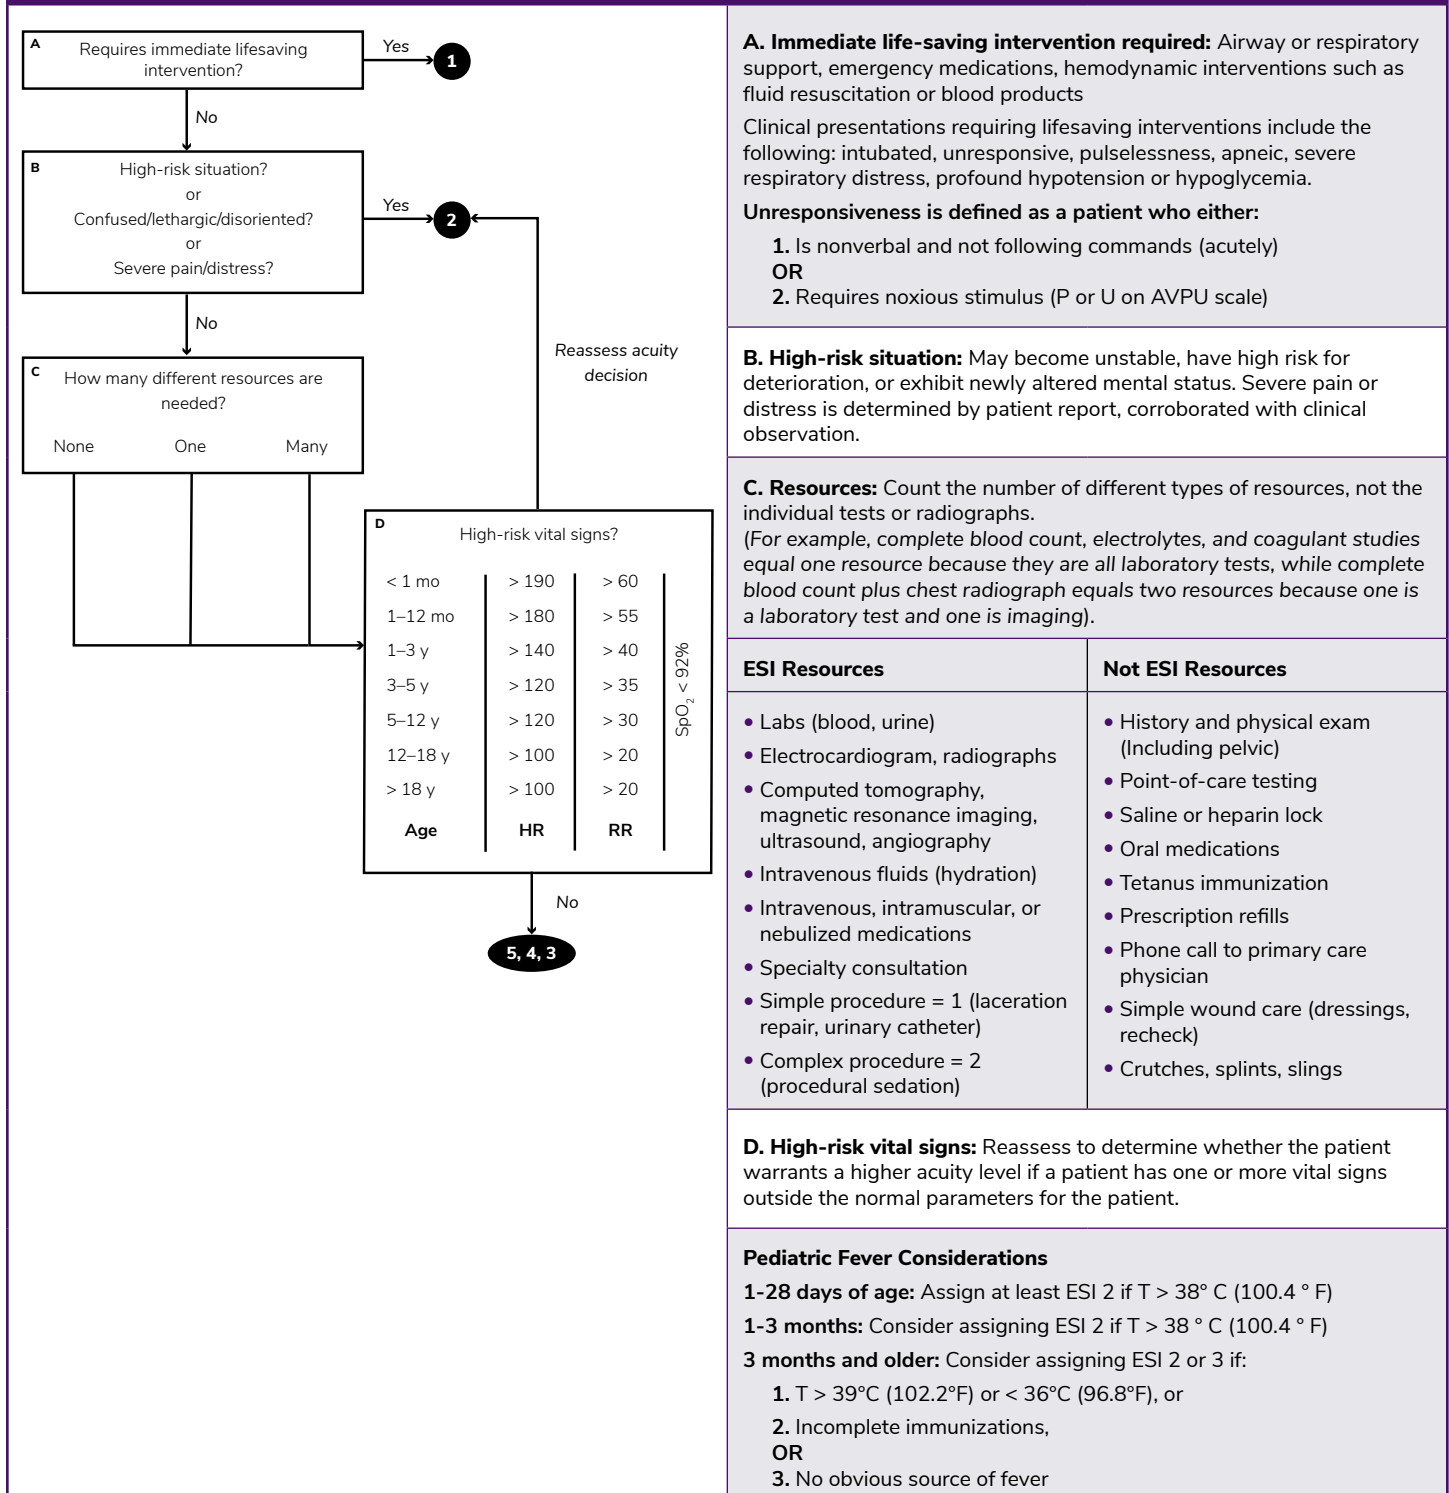 A
Requires immediate lifesaving
intervention?
Yes
1
No
B
High-risk situation?
or
Confused/lethargic/disoriented?
or
Severe pain/distress?
Yes
2
No
Reassess acuity
decision
C
How many different resources are
needed?
None One Many
D
High-risk vital signs?
< 1 mo > 190 > 60
1–12 mo > 180 > 55
1–3 y > 140 > 40
3–5 y > 120 > 35
5–12 y > 120 > 30
12–18 y > 100 > 20
> 18 y > 100 > 20
Age HR RR
SpO₂ < 92%
No
5, 4, 3
A. Immediate life-saving intervention required: Airway or respiratory
support, emergency medications, hemodynamic interventions such as
fluid resuscitation or blood products
Clinical presentations requiring lifesaving interventions include the
following: intubated, unresponsive, pulselessness, apneic, severe
respiratory distress, profound hypotension or hypoglycemia.
Unresponsiveness is defined as a patient who either:
1. Is nonverbal and not following commands (acutely)
OR
2. Requires noxious stimulus (P or U on AVPU scale)
B. High-risk situation: May become unstable, have high risk for
deterioration, or exhibit newly altered mental status. Severe pain or
distress is determined by patient report, corroborated with clinical
observation.
C. Resources: Count the number of different types of resources, not the
individual tests or radiographs.
(For example, complete blood count, electrolytes, and coagulant studies
equal one resource because they are all laboratory tests, while complete
blood count plus chest radiograph equals two resources because one is
a laboratory test and one is imaging).
ESI Resources
• Labs (blood, urine)
• Electrocardiogram, radiographs
• Computed tomography,
magnetic resonance imaging,
ultrasound, angiography
• Intravenous fluids (hydration)
• Intravenous, intramuscular, or
nebulized medications
• Specialty consultation
• Simple procedure = 1 (laceration
repair, urinary catheter)
• Complex procedure = 2
(procedural sedation)
Not ESI Resources
• History and physical exam
(Including pelvic)
• Point-of-care testing
• Saline or heparin lock
• Oral medications
• Tetanus immunization
• Prescription refills
• Phone call to primary care
physician
• Simple wound care (dressings,
recheck)
• Crutches, splints, slings
D. High-risk vital signs: Reassess to determine whether the patient
warrants a higher acuity level if a patient has one or more vital signs
outside the normal parameters for the patient.
Pediatric Fever Considerations
1-28 days of age: Assign at least ESI 2 if T > 38° C (100.4 ° F)
1-3 months: Consider assigning ESI 2 if T > 38 ° C (100.4 ° F)
3 months and older: Consider assigning ESI 2 or 3 if:
1. T > 39°C (102.2°F) or < 36°C (96.8°F), or
2. Incomplete immunizations,
OR
3. No obvious source of fever